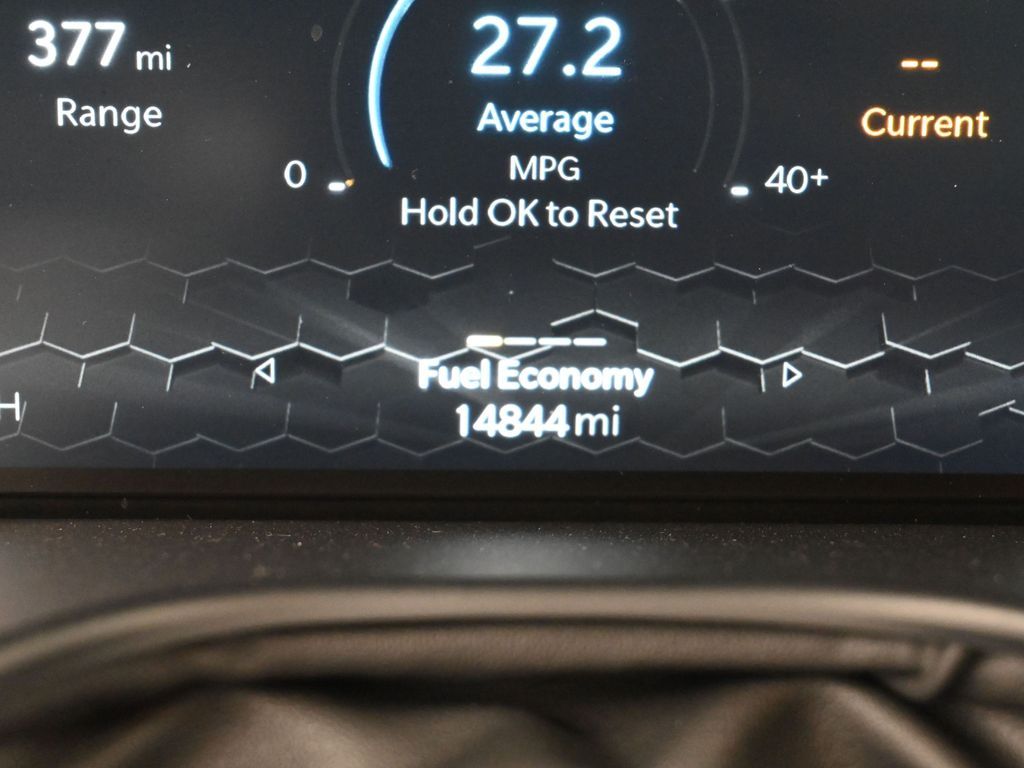 377 mi
Range
27.2
Average
MPG
Hold OK to Reset
0
40+
--
Current
Fuel Economy
14844 mi
H